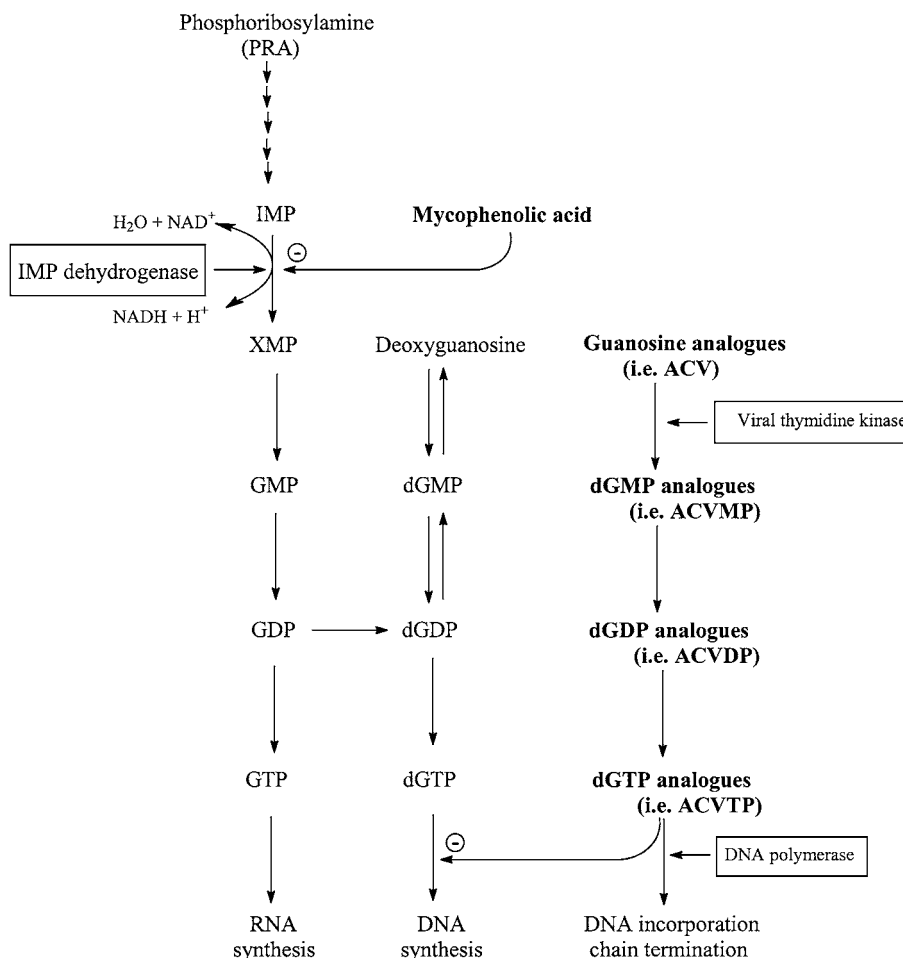 Phosphoribosylamine
(PRA)
IMP
Mycophenolic acid
H₂O + NAD⁺
-
IMP dehydrogenase
NADH + H⁺
XMP
Deoxyguanosine
Guanosine analogues
(i.e. ACV)
Viral thymidine kinase
GMP
dGMP
dGMP analogues
(i.e. ACVMP)
GDP
dGDP
dGDP analogues
(i.e. ACVDP)
GTP
dGTP
dGTP analogues
(i.e. ACVTP)
-
DNA polymerase
RNA
synthesis
DNA
synthesis
DNA incorporation
chain termination